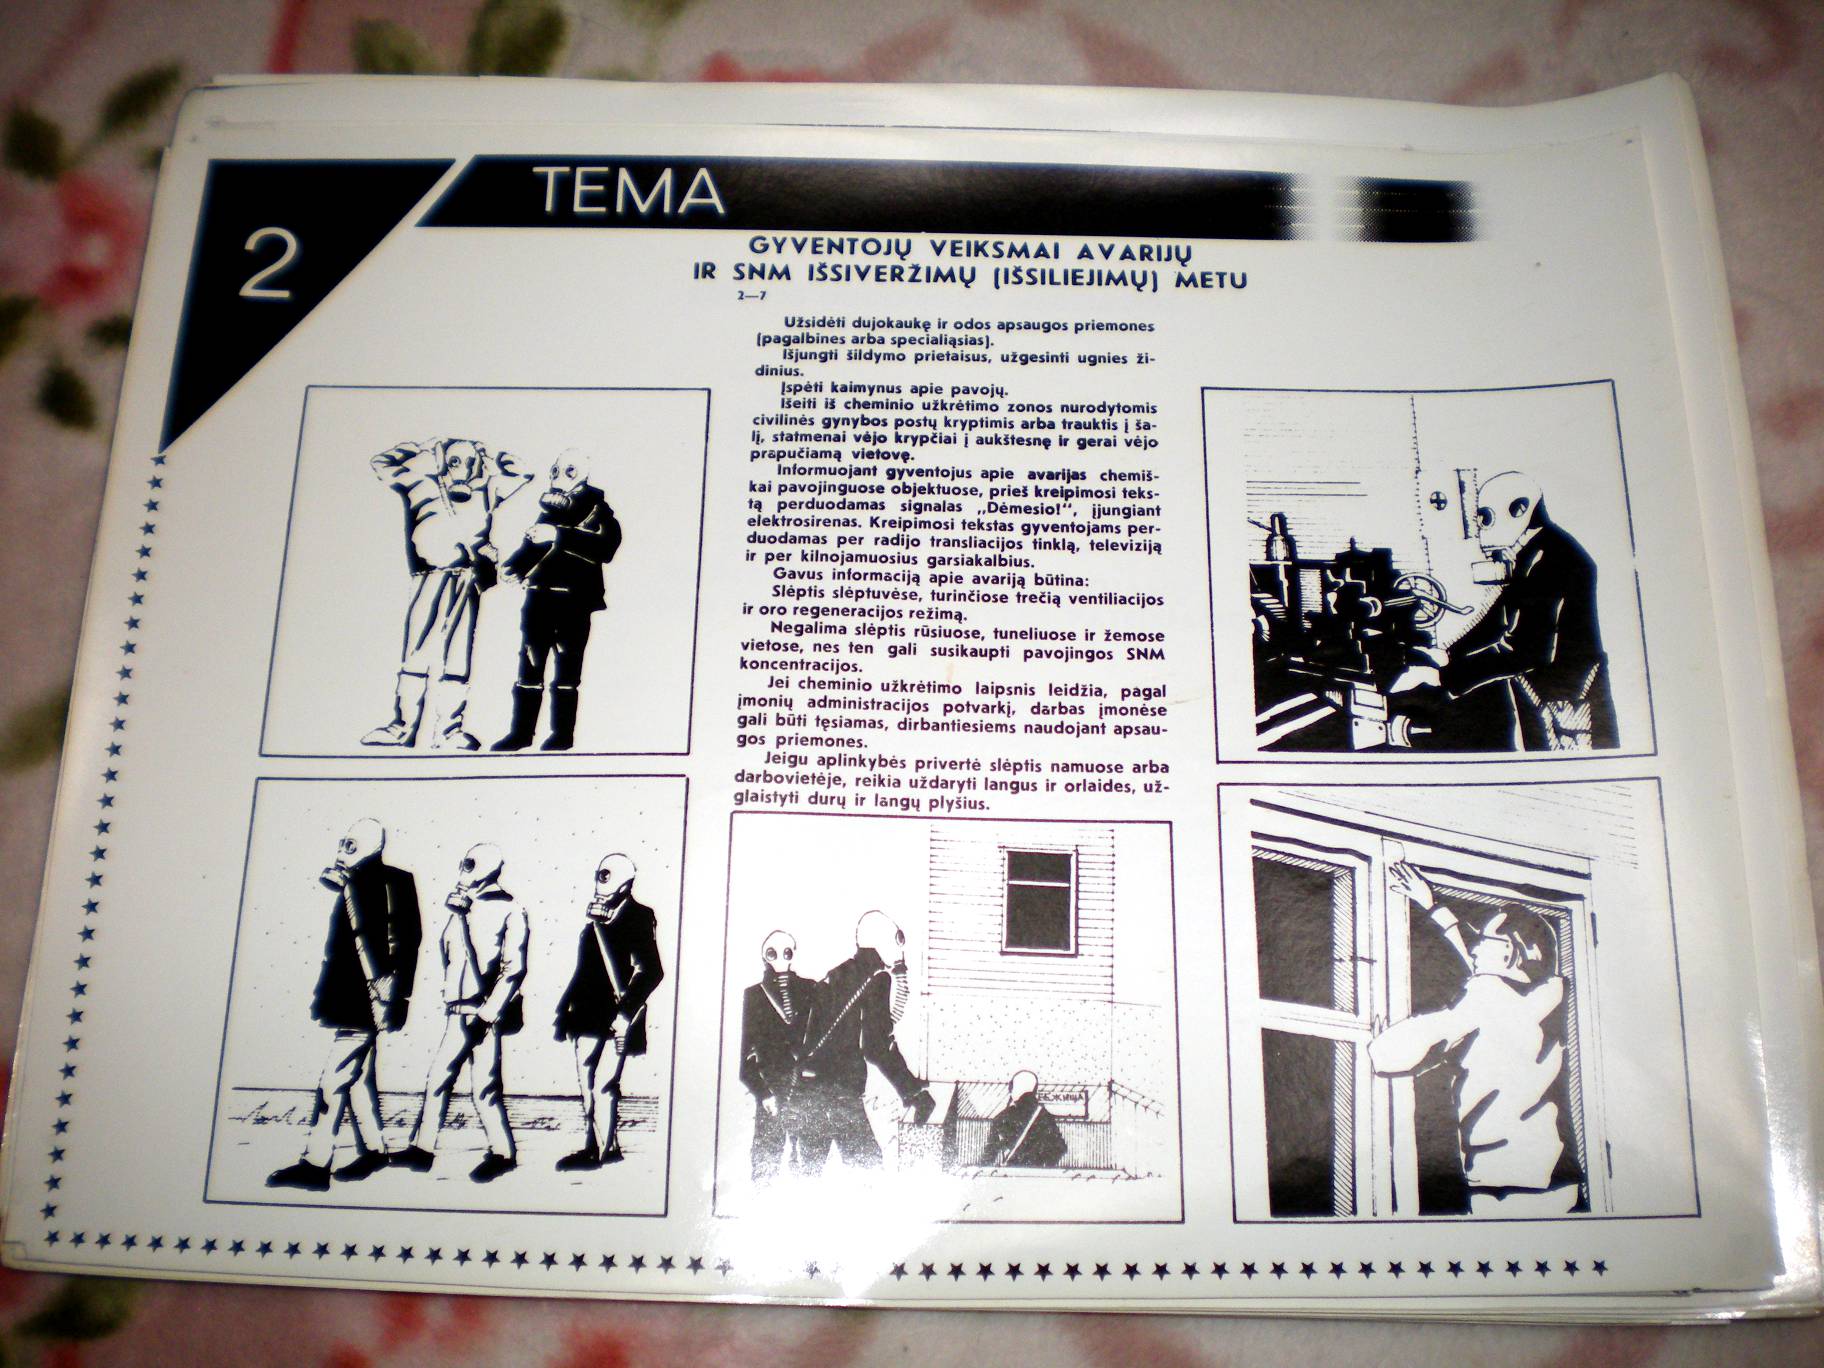 2
TEMA
GYVENTOJŲ VEIKSMAI AVARIJŲ
IR SNM IŠSIVERŽIMŲ (IŠSILIEJIMŲ) METU
2—7
Užsidėti dujokaukę ir odos apsaugos priemones
(pagalbines arba specialiąsias).
Išjungti šildymo prietaisus, užgesinti ugnies ži-
dinius.
Įspėti kaimynus apie pavojų.
Išeiti iš cheminio užkrėtimo zonos nurodytomis
civilinės gynybos postų kryptimis arba trauktis į ša-
lį, statmenai vėjo krypčiai į aukštesnę ir gerai vėjo
prapučiamą vietovę.
Informuojant gyventojus apie avarijas chemiš-
kai pavojinguose objektuose, prieš kreipimosi teks-
tą perduodamas signalas „Dėmesio!“, įjungiant
elektrosirenas. Kreipimosi tekstas gyventojams per-
duodamas per radijo transliacijos tinklą, televiziją
ir per kilnojamuosius garsiakalbius.
Gavus informaciją apie avariją būtina:
Slėptis slėptuvėse, turinčiose trečią ventiliacijos
ir oro regeneracijos režimą.
Negalima slėptis rūsiuose, tuneliuose ir žemose
vietose, nes ten gali susikaupti pavojingos SNM
koncentracijos.
Jei cheminio užkrėtimo laipsnis leidžia, pagal
įmonių administracijos potvarkį, darbas įmonėse
gali būti tęsiamas, dirbantiesiems naudojant apsau-
gos priemones.
Jeigu aplinkybės privertė slėptis namuose arba
darbovietėje, reikia uždaryti langus ir orlaides, už-
glaistyti durų ir langų plyšius.